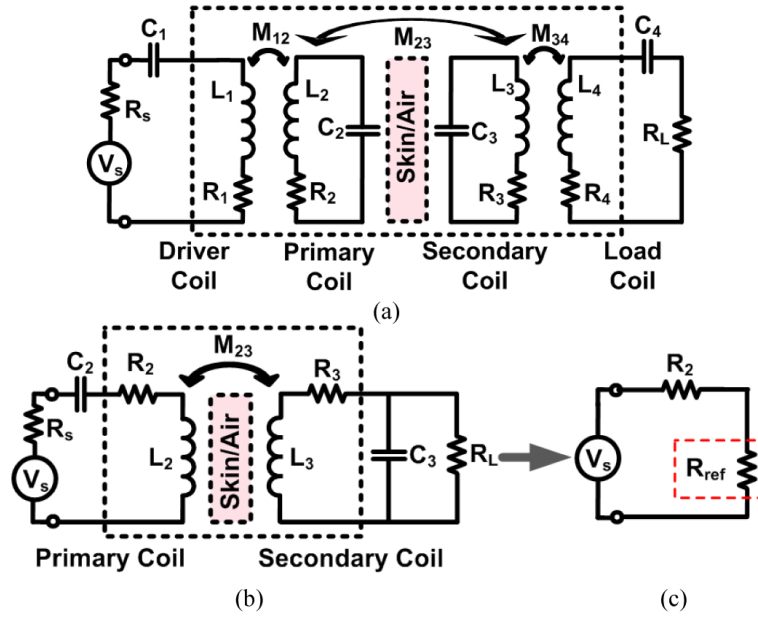 C1 M12 M23 M34 C4
Rs L1 L2 C2 Skin/Air C3 L3 L4 RL
Vs R1 R2 R3 R4
Driver Coil
Primary Coil
Secondary Coil
Load Coil
(a)
C2 R2 M23 R3
Rs L2 Skin/Air L3 C3 RL
Vs
Primary Coil Secondary Coil
(b)
R2
Vs Rref
(c)